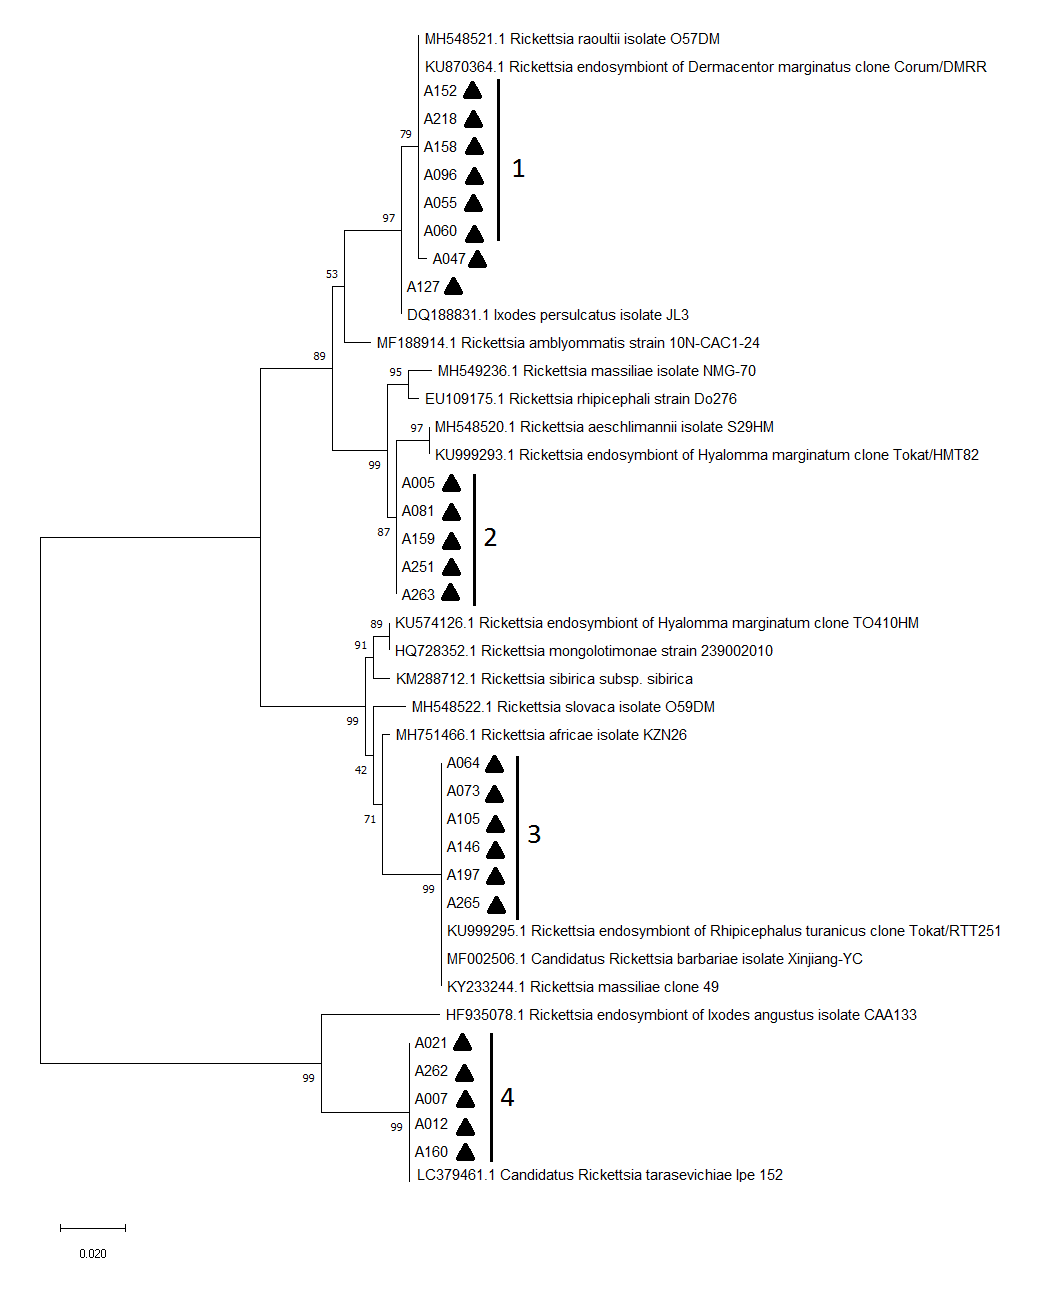 MH548521.1 Rickettsia raoultii isolate O57DM
KU870364.1 Rickettsia endosymbiont of Dermacentor marginatus clone Corum/DMRR
A152
A218
79
A158
1
A096
A055
97
A060
A047
53
A127
DQ188831.1 Ixodes persulcatus isolate JL3
MF188914.1 Rickettsia amblyommatis strain 10N-CAC1-24
89
95
MH549236.1 Rickettsia massiliae isolate NMG-70
EU109175.1 Rickettsia rhipicephali strain Do276
97
MH548520.1 Rickettsia aeschlimannii isolate S29HM
KU999293.1 Rickettsia endosymbiont of Hyalomma marginatum clone Tokat/HMT82
99
A005
A081
87
A159
2
A251
A263
89
KU574126.1 Rickettsia endosymbiont of Hyalomma marginatum clone TO410HM
91
HQ728352.1 Rickettsia mongolotimonae strain 239002010
KM288712.1 Rickettsia sibirica subsp. sibirica
MH548522.1 Rickettsia slovaca isolate O59DM
99
MH751466.1 Rickettsia africae isolate KZN26
A064
42
A073
A105
71
3
A146
A197
99
A265
KU999295.1 Rickettsia endosymbiont of Rhipicephalus turanicus clone Tokat/RTT251
MF002506.1 Candidatus Rickettsia barbariae isolate Xinjiang-YC
KY233244.1 Rickettsia massiliae clone 49
HF935078.1 Rickettsia endosymbiont of Ixodes angustus isolate CAA133
A021
A262
99
A007
4
A012
99
A160
LC379461.1 Candidatus Rickettsia tarasevichiae Ipe 152
0.020